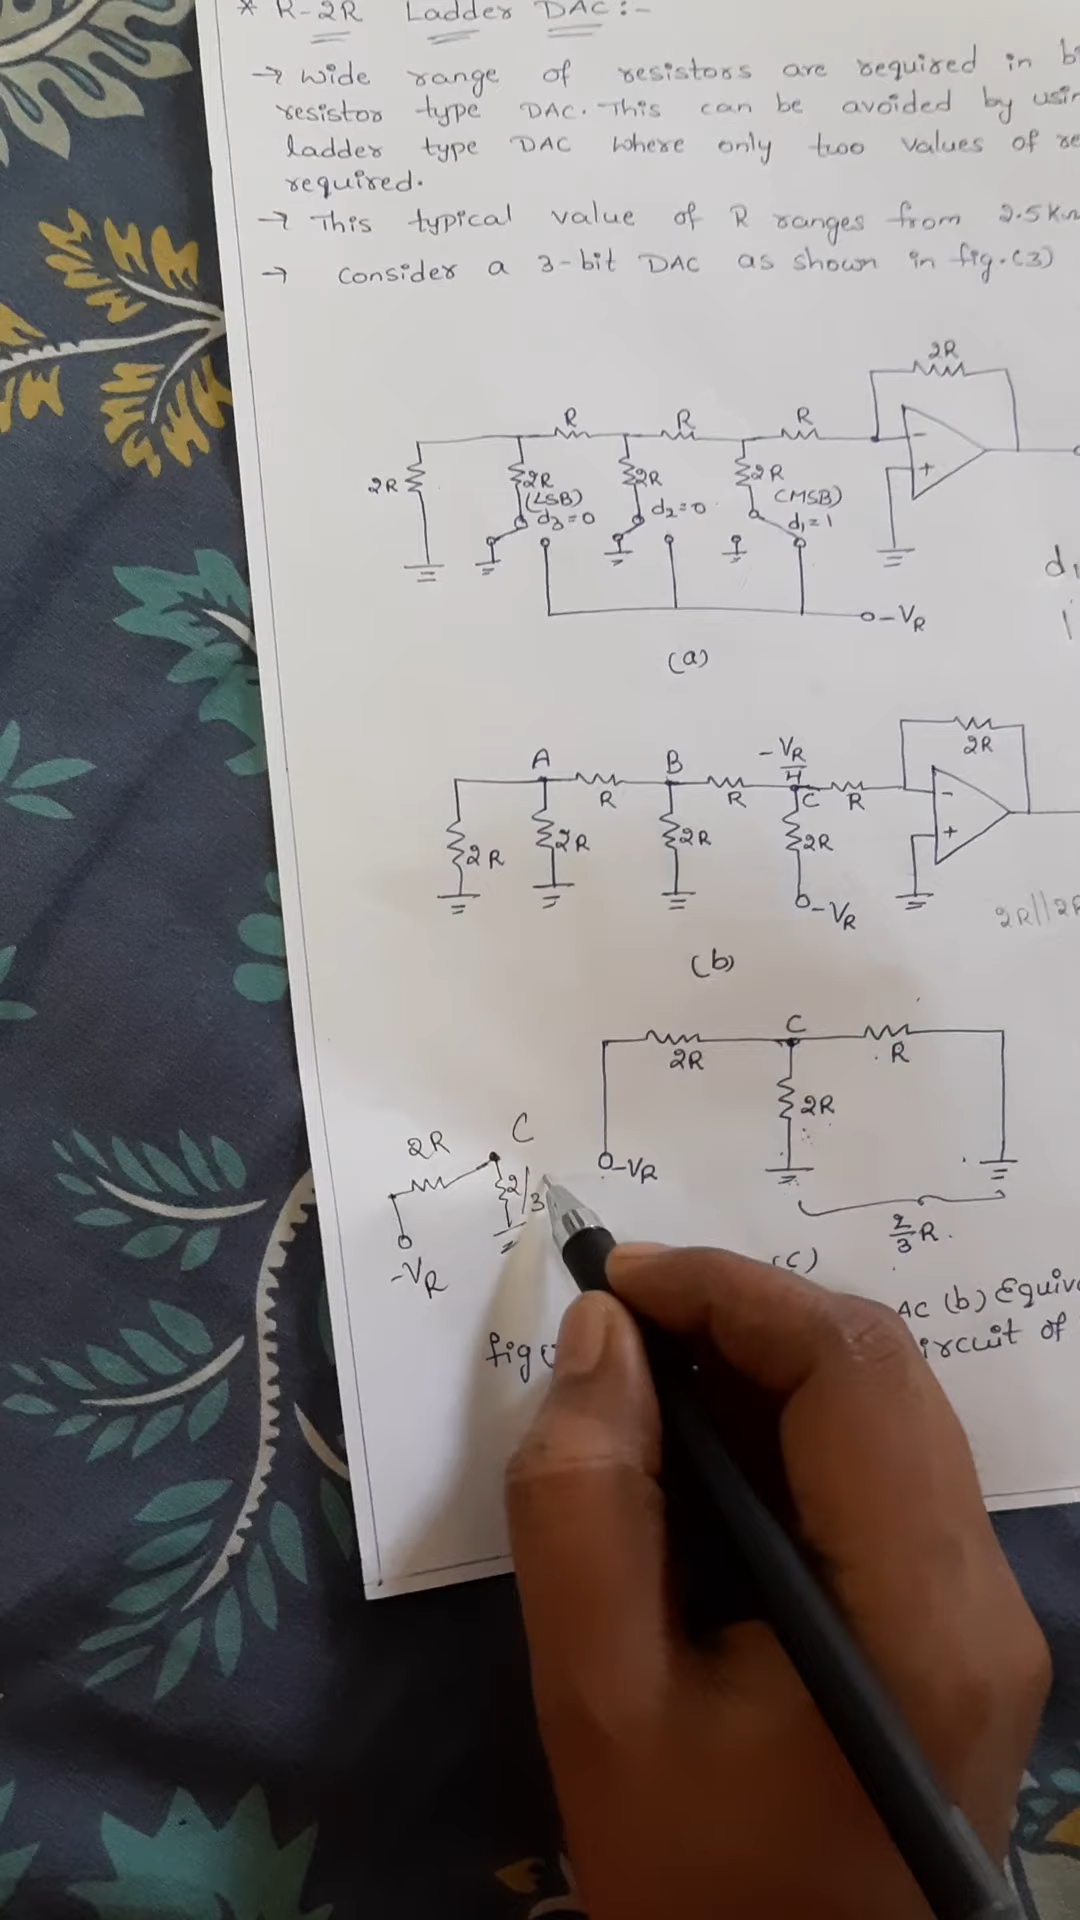 * R-2R Ladder DAC :-
→ Wide range of resistors are required in
resistor type DAC. This can be avoided by
ladder type DAC where only two values of
required.
→ This typical value of R ranges from 2.5K
→ Consider a 3-bit DAC as shown in fig.(3)
2R
R R R
2R 2R 2R 2R
(LSB) (MSB)
d3=0 d2=0 d1=1
d1
-VR
(a)
A B -VR/4 2R
R R C R
2R 2R 2R 2R
-VR
2R||2R
(b)
C
2R R
2R
-VR
2/3 R.
2R C
2/3
-VR
(c)
AC (b)
fig ircuit of